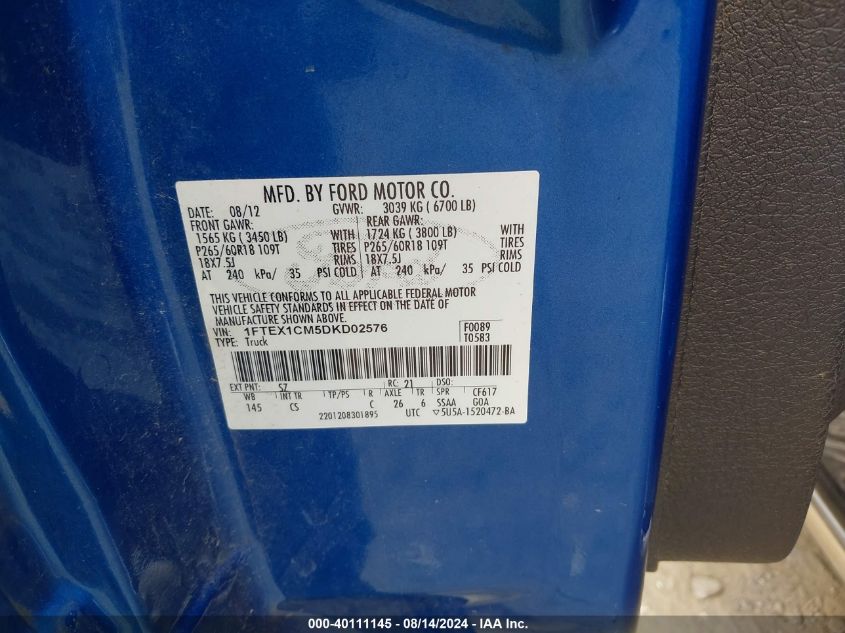 MFD. BY FORD MOTOR CO.
DATE: 08/12 GVWR: 3039 KG ( 6700 LB)
FRONT GAWR: REAR GAWR:
1565 KG ( 3450 LB) WITH 1724 KG ( 3800 LB) WITH
P265/60R18 109T TIRES P265/60R18 109T TIRES
18X7.5J RIMS 18X7.5J RIMS
AT 240 kPa/ 35 PSI COLD AT 240 kPa/ 35 PSI COLD
THIS VEHICLE CONFORMS TO ALL APPLICABLE FEDERAL MOTOR
VEHICLE SAFETY STANDARDS IN EFFECT ON THE DATE OF
MANUFACTURE SHOWN ABOVE.
VIN: 1FTEX1CM5DKD02576 F0089
TYPE: Truck T0583
EXT PNT: SZ RC: 21 DSO:
WB INT TR TP/PS R AXLE TR SPR CF617
145 CS C 26 6 SSAA GOA
2201208301895 UTC ▽5U5A-1520472-BA
000-40111145 - 08/14/2024 - IAA Inc.